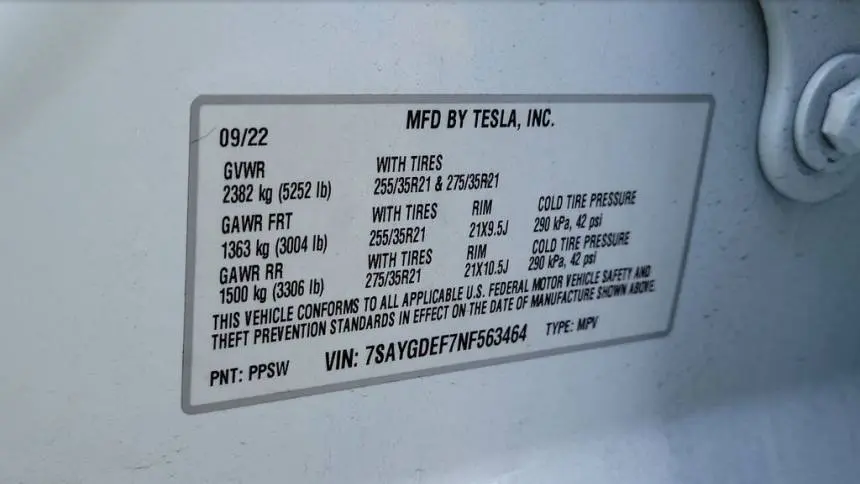 MFD BY TESLA, INC.
09/22
GVWR WITH TIRES
2382 kg (5252 lb) 255/35R21 & 275/35R21
GAWR FRT WITH TIRES RIM COLD TIRE PRESSURE
1363 kg (3004 lb) 255/35R21 21X9.5J 290 kPa, 42 psi
GAWR RR WITH TIRES RIM COLD TIRE PRESSURE
1500 kg (3306 lb) 275/35R21 21X10.5J 290 kPa, 42 psi
THIS VEHICLE CONFORMS TO ALL APPLICABLE U.S. FEDERAL MOTOR VEHICLE SAFETY AND
THEFT PREVENTION STANDARDS IN EFFECT ON THE DATE OF MANUFACTURE SHOWN ABOVE.
PNT: PPSW VIN: 7SAYGDEF7NF563464 TYPE: MPV